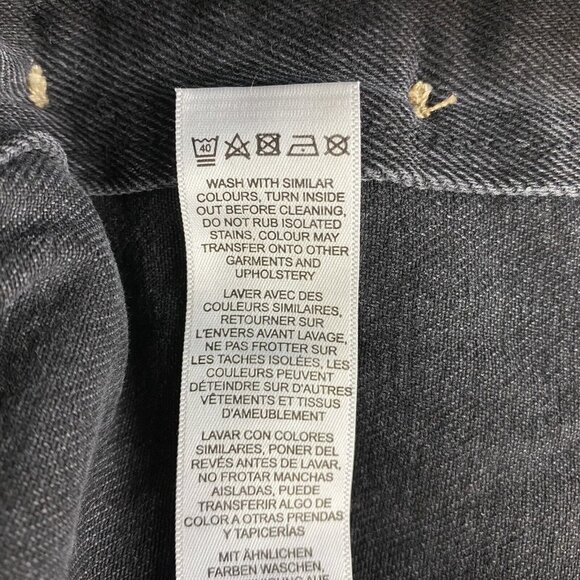 40
WASH WITH SIMILAR
COLOURS, TURN INSIDE
OUT BEFORE CLEANING,
DO NOT RUB ISOLATED
STAINS, COLOUR MAY
TRANSFER ONTO OTHER
GARMENTS AND
UPHOLSTERY
LAVER AVEC DES
COULEURS SIMILAIRES,
RETOURNER SUR
L'ENVERS AVANT LAVAGE,
NE PAS FROTTER SUR
LES TACHES ISOLÉES, LES
COULEURS PEUVENT
DÉTEINDRE SUR D'AUTRES
VÊTEMENTS ET TISSUS
D'AMEUBLEMENT
LAVAR CON COLORES
SIMILARES, PONER DEL
REVÉS ANTES DE LAVAR,
NO FROTAR MANCHAS
AISLADAS, PUEDE
TRANSFERIR ALGO DE
COLOR A OTRAS PRENDAS
Y TAPICERÍAS
MIT ÄHNLICHEN
FARBEN WASCHEN,